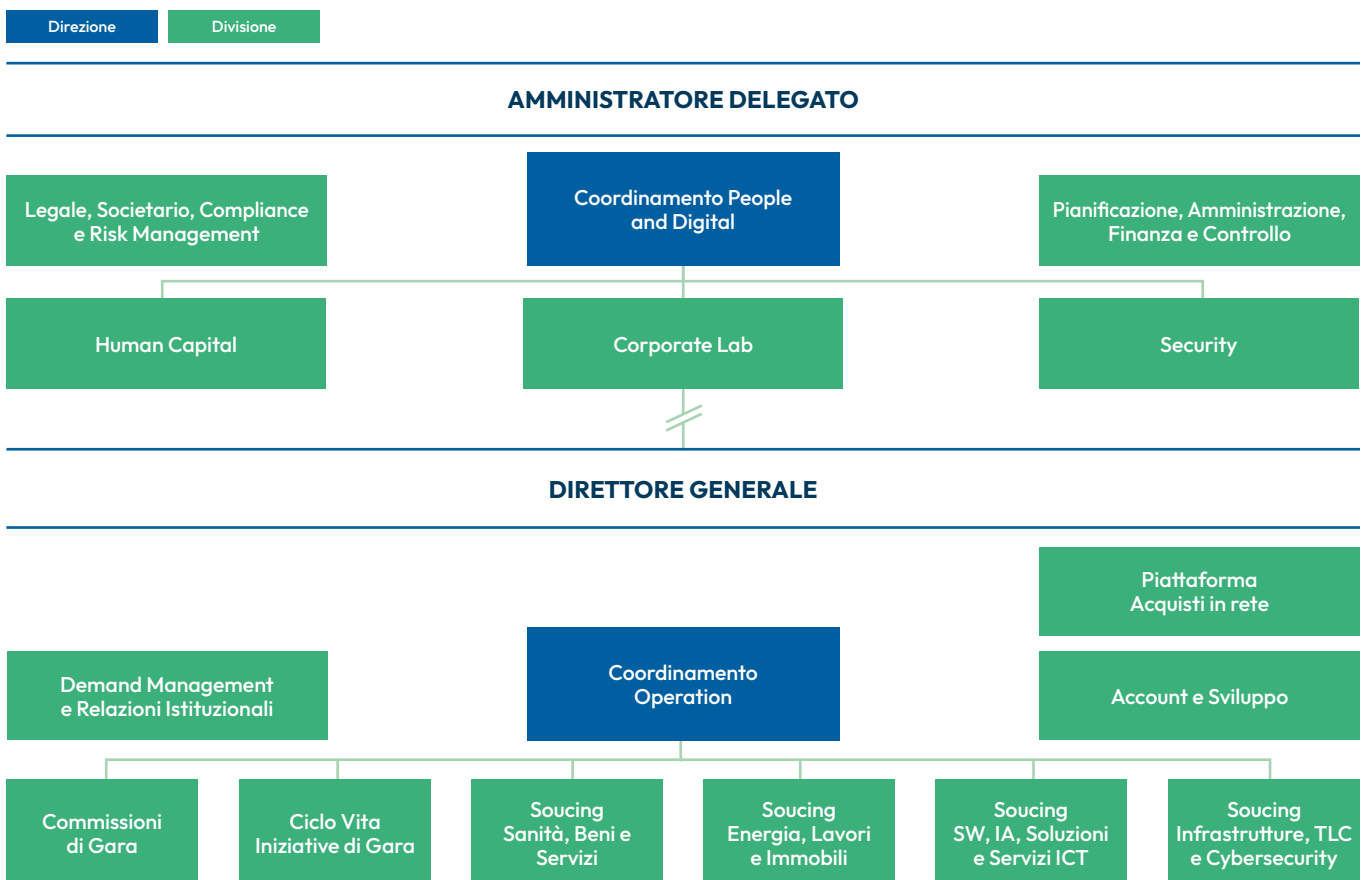 Direzione
Divisione
AMMINISTRATORE DELEGATO
Legale, Societario, Compliance
e Risk Management
Coordinamento People
and Digital
Pianificazione, Amministrazione,
Finanza e Controllo
Human Capital
Corporate Lab
Security
DIRETTORE GENERALE
Piattaforma
Acquisti in rete
Demand Management
e Relazioni Istituzionali
Coordinamento
Operation
Account e Sviluppo
Commissioni
di Gara
Ciclo Vita
Iniziative di Gara
Soucing
Sanità, Beni e
Servizi
Soucing
Energia, Lavori
e Immobili
Soucing
SW, IA, Soluzioni
e Servizi ICT
Soucing
Infrastrutture, TLC
e Cybersecurity